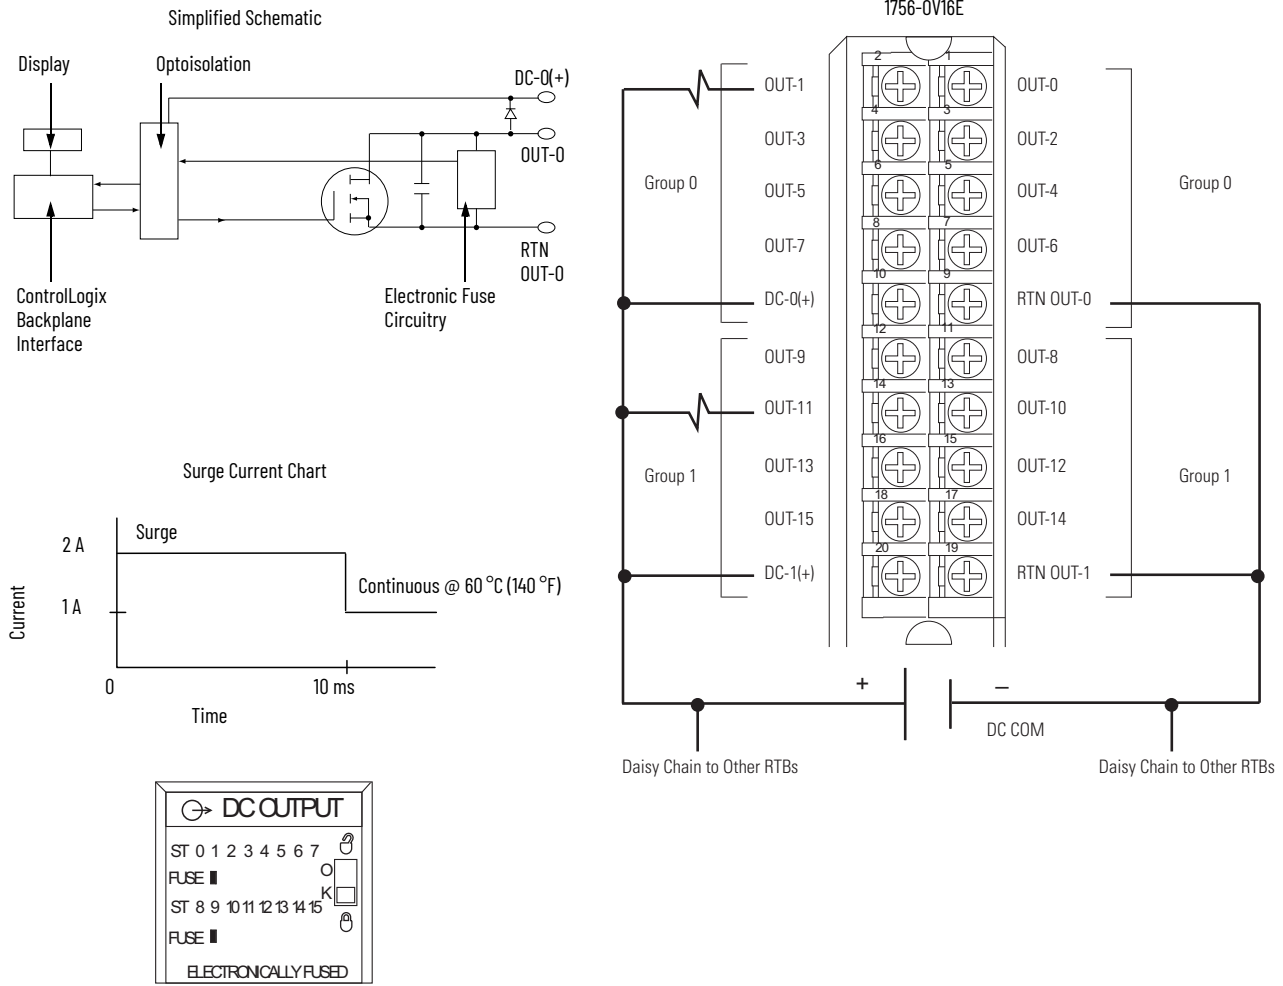 Simplified Schematic
Display
Optoisolation
DC-0(+)
OUT-0
RTN
OUT-0
ControlLogix
Backplane
Interface
Electronic Fuse
Circuitry
Surge Current Chart
Surge
2 A
1 A
Continuous @ 60 °C (140 °F)
Current
0
10 ms
Time
DC OUTPUT
ST 0 1 2 3 4 5 6 7
FUSE
O
K
ST 8 9 10 11 12 13 14 15
FUSE
ELECTRONICALLY FUSED
1756-OV16E
2 1
OUT-1
OUT-0
4 3
OUT-3
OUT-2
6 5
Group 0
OUT-5
OUT-4
Group 0
8 7
OUT-7
OUT-6
10 9
DC-0(+)
RTN OUT-0
12 11
OUT-9
OUT-8
14 13
OUT-11
OUT-10
16 15
Group 1
OUT-13
OUT-12
Group 1
18 17
OUT-15
OUT-14
20 19
DC-1(+)
RTN OUT-1
+
–
DC COM
Daisy Chain to Other RTBs
Daisy Chain to Other RTBs